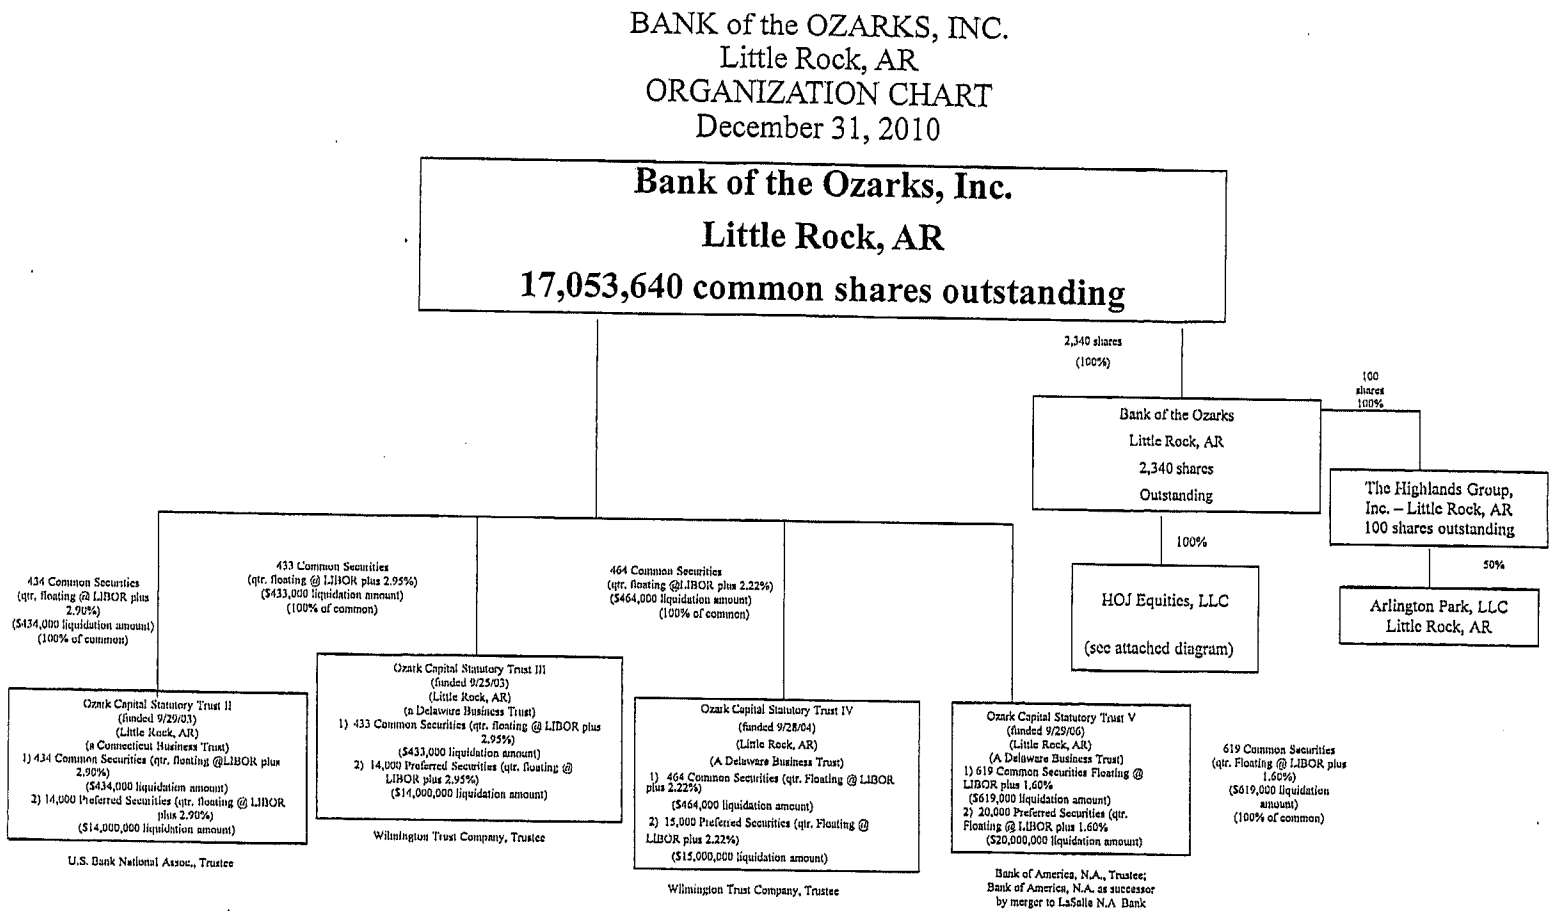 BANK of the OZARKS, INC.
Little Rock, AR
ORGANIZATION CHART
December 31, 2010
Bank of the Ozarks, Inc.
Little Rock, AR
17,053,640 common shares outstanding
2,340 shares
(100%)
100
shares
100%
Bank of the Ozarks
Little Rock, AR
2,340 shares
Outstanding
The Highlands Group,
Inc. – Little Rock, AR
100 shares outstanding
100%
50%
HOJ Equities, LLC
(see attached diagram)
Arlington Park, LLC
Little Rock, AR
434 Common Securities
(qtr. floating @ LIBOR plus
2.90%)
($434,000 liquidation amount)
(100% of common)
433 Common Securities
(qtr. floating @ LIBOR plus 2.95%)
($433,000 liquidation amount)
(100% of common)
464 Common Securities
(qtr. floating @LIBOR plus 2.22%)
($464,000 liquidation amount)
(100% of common)
Ozark Capital Statutory Trust II
(funded 9/29/03)
(Little Rock, AR)
(a Connecticut Business Trust)
1) 434 Common Securities (qtr. floating @LIBOR plus
2.90%)
($434,000 liquidation amount)
2) 14,000 Preferred Securities (qtr. floating @ LIBOR
plus 2.90%)
($14,000,000 liquidation amount)
U.S. Bank National Assoc., Trustee
Ozark Capital Statutory Trust III
(funded 9/25/03)
(Little Rock, AR)
(a Delaware Business Trust)
1) 433 Common Securities (qtr. floating @ LIBOR plus
2.95%)
($433,000 liquidation amount)
2) 14,000 Preferred Securities (qtr. floating @
LIBOR plus 2.95%)
($14,000,000 liquidation amount)
Wilmington Trust Company, Trustee
Ozark Capital Statutory Trust IV
(funded 9/28/04)
(Little Rock, AR)
(A Delaware Business Trust)
1) 464 Common Securities (qtr. Floating @ LIBOR
plus 2.22%)
($464,000 liquidation amount)
2) 15,000 Preferred Securities (qtr. Floating @
LIBOR plus 2.22%)
($15,000,000 liquidation amount)
Wilmington Trust Company, Trustee
Ozark Capital Statutory Trust V
(funded 9/29/06)
(Little Rock, AR)
(A Delaware Business Trust)
1) 619 Common Securities Floating @
LIBOR plus 1.60%
($619,000 liquidation amount)
2) 20,000 Preferred Securities (qtr.
Floating @ LIBOR plus 1.60%
($20,000,000 liquidation amount)
Bank of America, N.A., Trustee;
Bank of America, N.A. as successor
by merger to LaSalle N.A Bank
619 Common Securities
(qtr. Floating @ LIBOR plus
1.60%)
($619,000 liquidation
amount)
(100% of common)